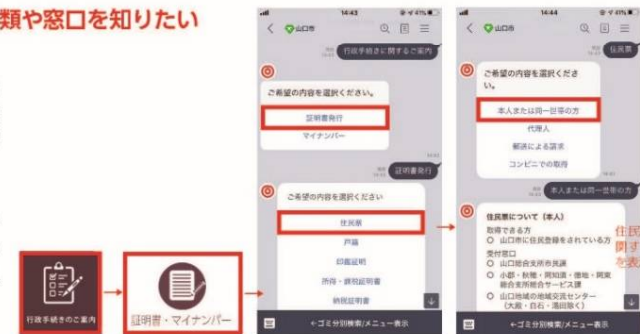 類や窓口を知りたい
行政手続きのご案内
証明書・マイナンバー
14:43
41%
山口市
行政手続きに関するご案内
ご希望の内容を選択ください。
証明書発行
マイナンバー
証明書発行
ご希望の内容を選択ください
住民票
戸籍
印鑑証明
所得・課税証明書
納税証明書
←ゴミ分別検索/メニュー表示
14:44
41%
山口市
住民票
ご希望の内容を選択くださ
い。
本人または同一世帯の方
代理人
郵送による請求
コンビニでの取得
本人または同一世帯の方
住民票について（本人）
取得できる方
○ 山口市に住民登録をされている方
受付窓口
○ 山口総合支所市民課
○ 小郡・秋穂・阿知須・徳地・阿東
総合支所総合サービス課
○ 山口地域の地域交流センター
（大殿・白石・湯田除く）
←ゴミ分別検索/メニュー表示
住民
関す
を表